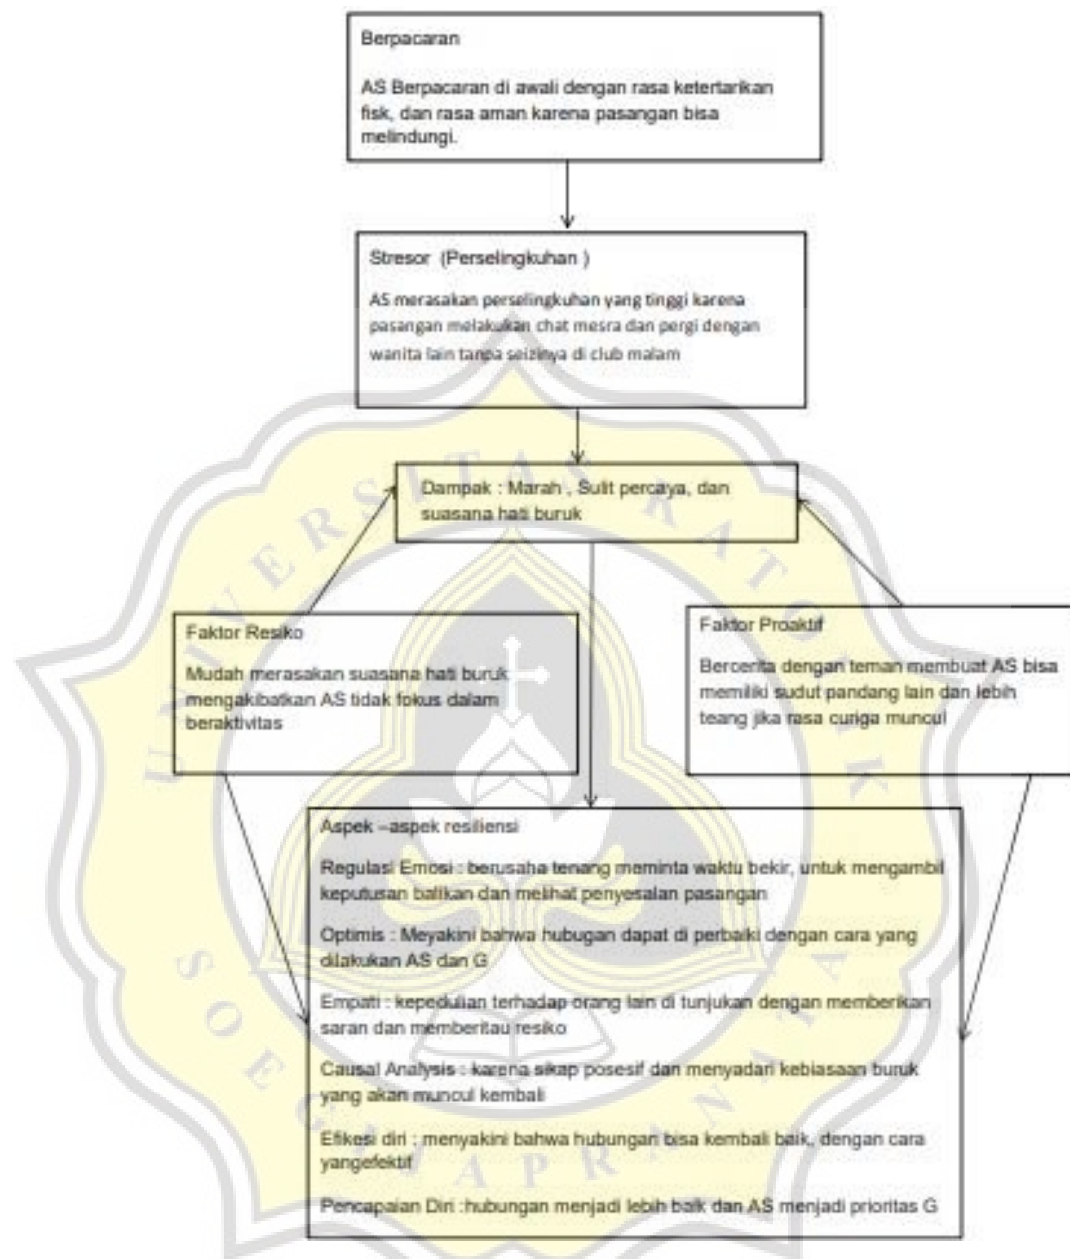 Berpacaran
AS Berpacaran di awali dengan rasa ketertarikan
fisk, dan rasa aman karena pasangan bisa
melindungi.
Stresor (Perselingkuhan )
AS merasakan perselingkuhan yang tinggi karena
pasangan melakukan chat mesra dan pergi dengan
wanita lain tanpa seizinya di club malam
Dampak : Marah , Sulit percaya, dan
suasana hati buruk
Faktor Resiko
Mudah merasakan suasana hati buruk
mengakibatkan AS tidak fokus dalam
beraktivitas
Faktor Proaktif
Bercerita dengan teman membuat AS bisa
memiliki sudut pandang lain dan lebih
teang jika rasa curiga muncul
Aspek –aspek resiliensi
Regulasi Emosi : berusaha tenang meminta waktu bekir, untuk mengambil
keputusan balikan dan melihat penyesalan pasangan
Optimis : Meyakini bahwa hubugan dapat di perbaiki dengan cara yang
dilakukan AS dan G
Empati : kepedulian terhadap orang lain di tunjukan dengan memberikan
saran dan memberitau resiko
Causal Analysis : karena sikap posesif dan menyadari kebiasaan buruk
yang akan muncul kembali
Efikesi diri : menyakini bahwa hubungan bisa kembali baik, dengan cara
yangefektif
Pencapaian Diri :hubungan menjadi lebih baik dan AS menjadi prioritas G
UNIVERSITAS KATOLIK
SOEGIJAPRANATA